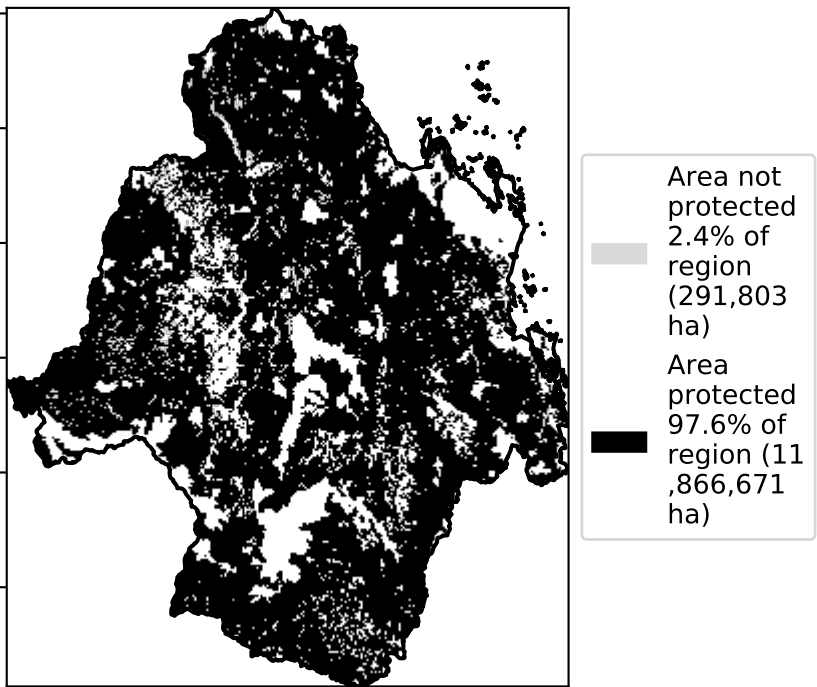 Area not
protected
2.4% of
region
(291,803
ha)
Area
protected
97.6% of
region (11
,866,671
ha)